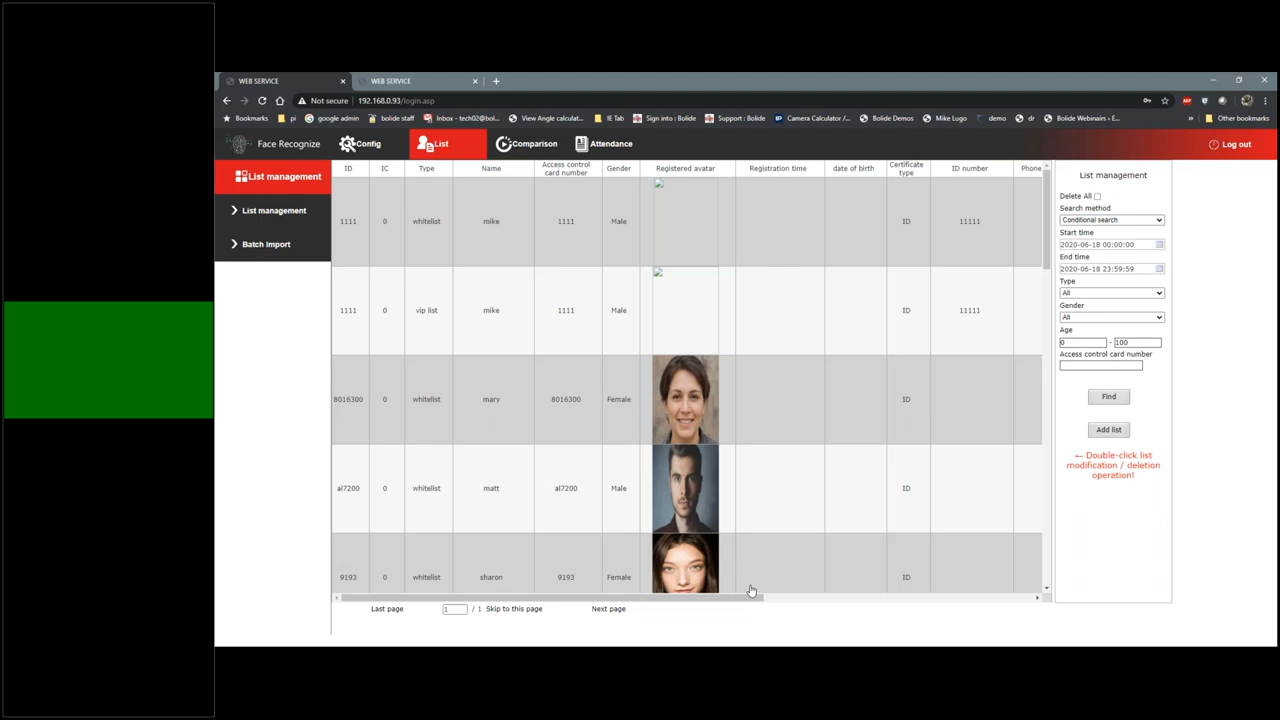 WEB SERVICE WEB SERVICE
Not secure 192.168.0.93/login.asp
Bookmarks pi google admin bolide staff Inbox - tech02@bol... View Angle calculat... IE Tab Sign into : Bolide Support : Bolide Camera Calculator /... Bolide Demos Mike Lugo demo dr Bolide Webinairs |... » Other bookmarks
Face Recognize Config List Comparison Attendance Log out
List management
List management
Batch import
ID IC Type Name Access control card number Gender Registered avatar Registration time date of birth Certificate type ID number Phone
1111 0 whitelist mike 1111 Male ID 11111
1111 0 vip list mike 1111 Male ID 11111
8016300 0 whitelist mary 8016300 Female ID
al7200 0 whitelist matt al7200 Male ID
9193 0 whitelist sharon 9193 Female ID
Last page 1 / 1 Skip to this page Next page
List management
Delete All
Search method
Conditional search
Start time
2020-06-18 00:00:00
End time
2020-06-18 23:59:59
Type
All
Gender
All
Age
0 - 100
Access control card number
Find
Add list
← Double-click list
modification / deletion
operation!